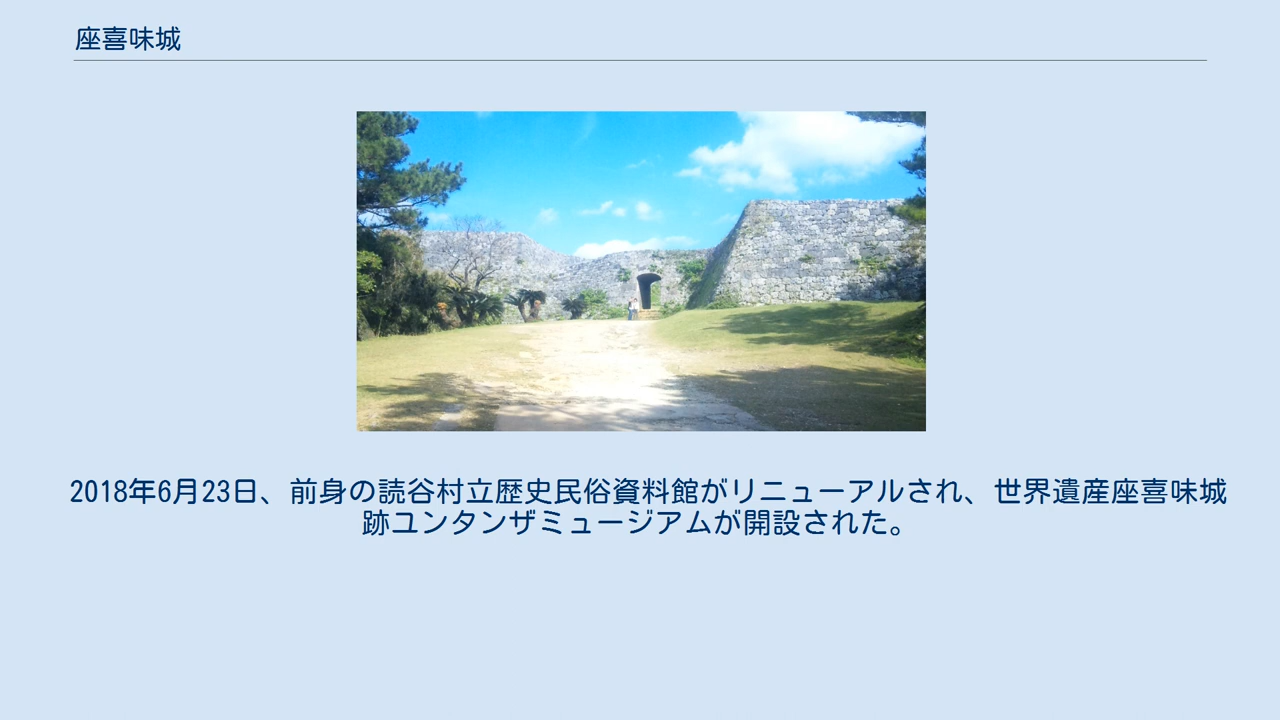 座喜味城
2018年6月23日、前身の読谷村立歴史民俗資料館がリニューアルされ、世界遺産座喜味城
跡ユンタンザミュージアムが開設された。